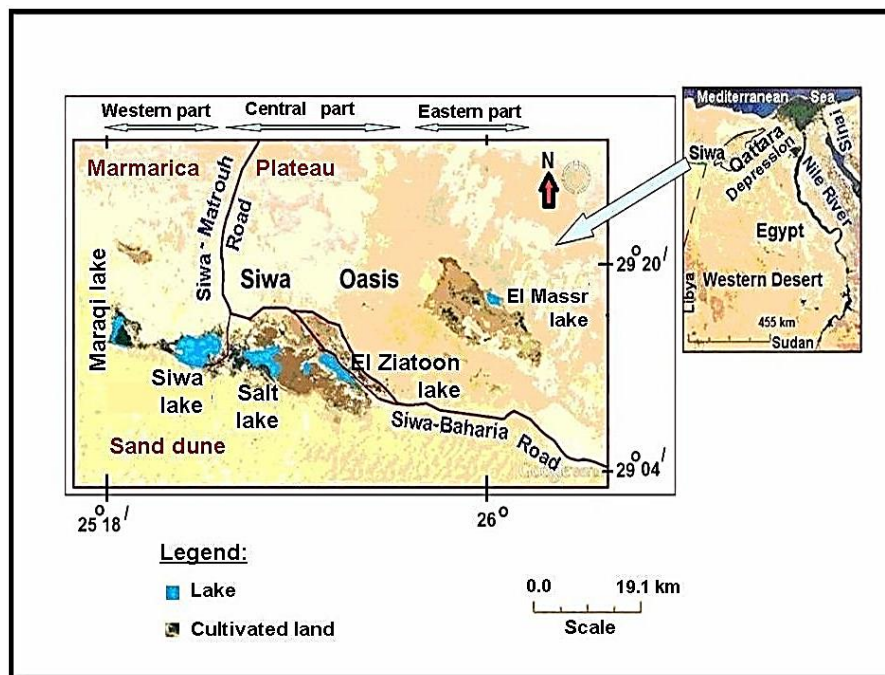 Western part
Central part
Eastern part
Marmarica Plateau
N
Siwa - Matrouh
Road
Siwa Oasis
Maraqi lake
Siwa
lake
Salt
lake
El Ziatoon
lake
El Massr
lake
Sand dune
Siwa-Baharia Road
29° 20/
29° 04/
25° 18/
26°
Mediterranean Sea
Sinai
Siwa
Qattara
Depression
Nile River
Egypt
Western Desert
Libya
455 km
Sudan
Legend:
Lake
Cultivated land
0.0 19.1 km
Scale